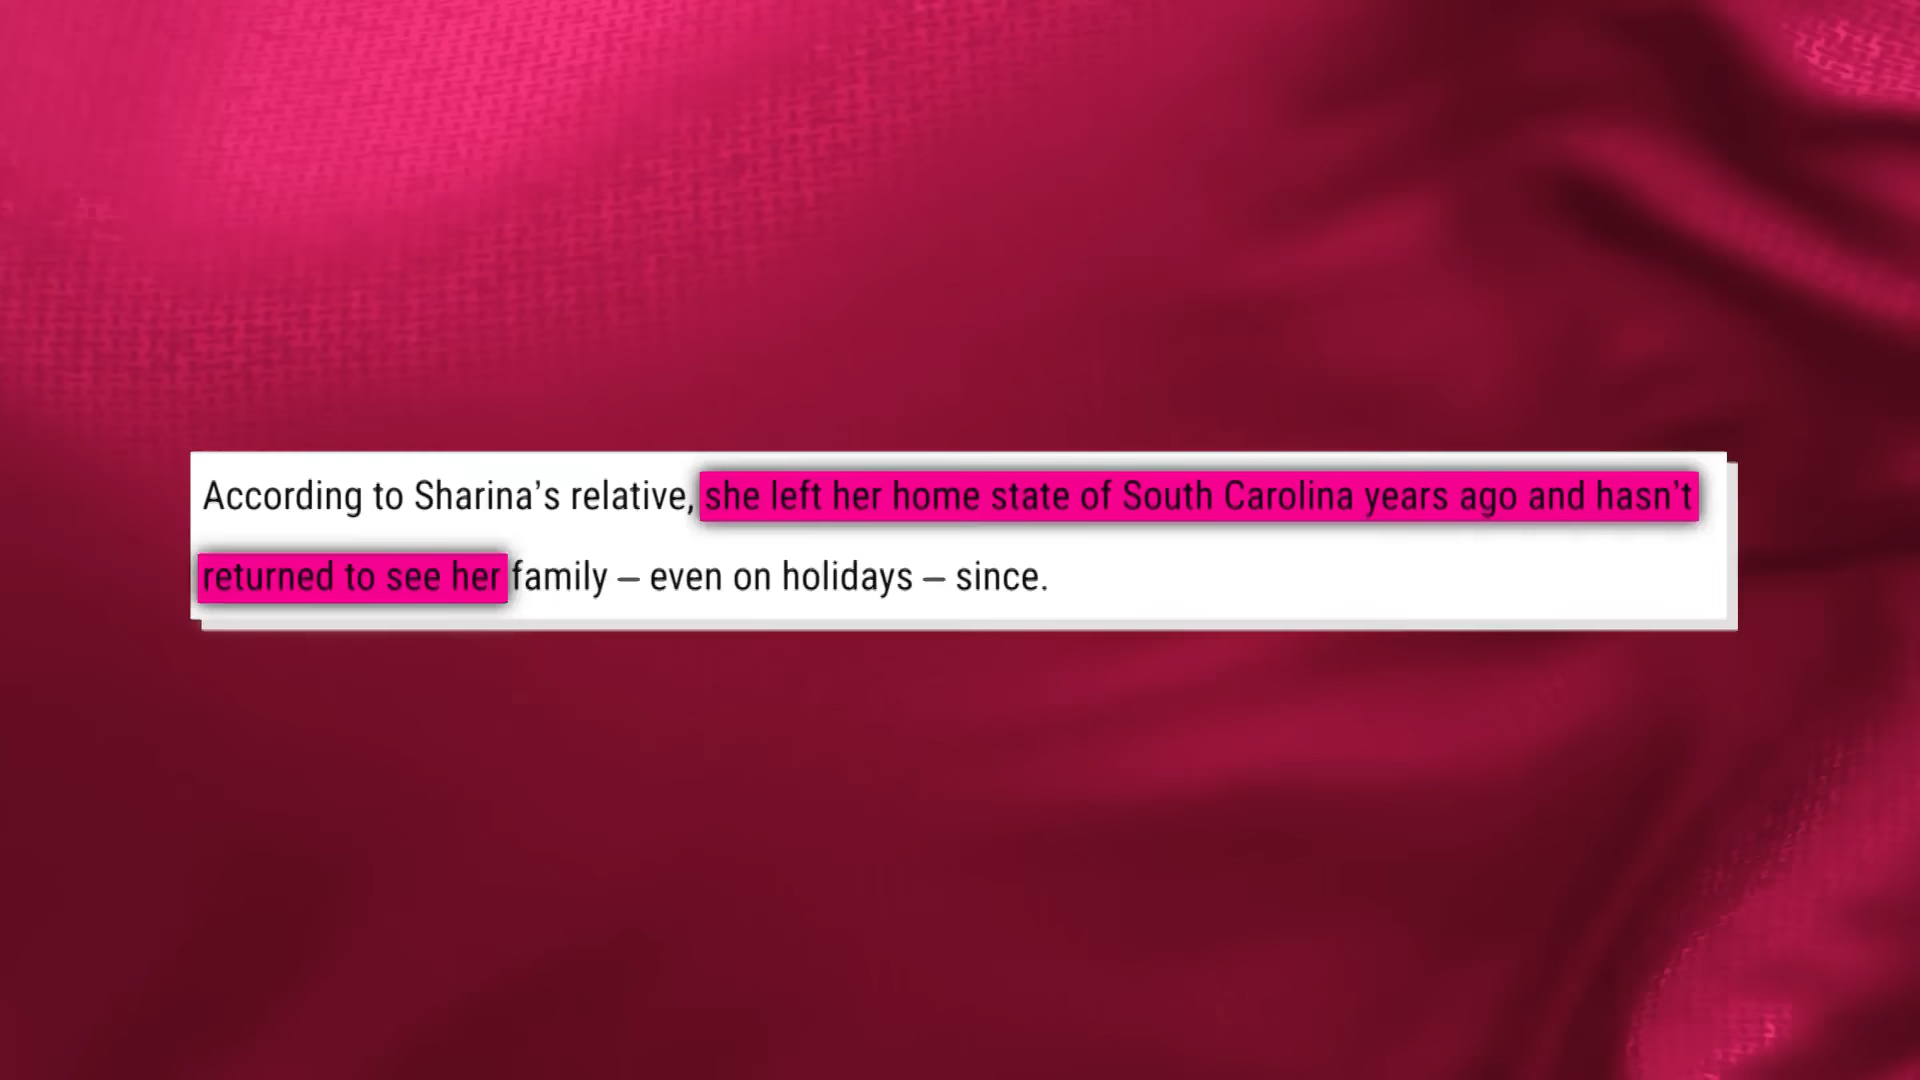 According to Sharina’s relative, she left her home state of South Carolina years ago and hasn’t
returned to see her family – even on holidays – since.